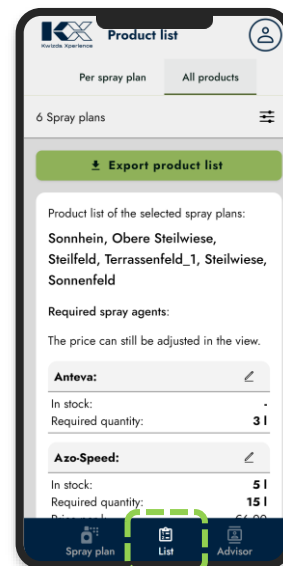 KX
Kwizda Xperience
Product list
Per spray plan
All products
6 Spray plans
Export product list
Product list of the selected spray plans:
Sonnhein, Obere Steilwiese,
Steilfeld, Terrassenfeld_1, Steilwiese,
Sonnenfeld
Required spray agents:
The price can still be adjusted in the view.
Anteva:
In stock: -
Required quantity: 3 l
Azo-Speed:
In stock: 5 l
Required quantity: 15 l
Spray plan
List
Advisor